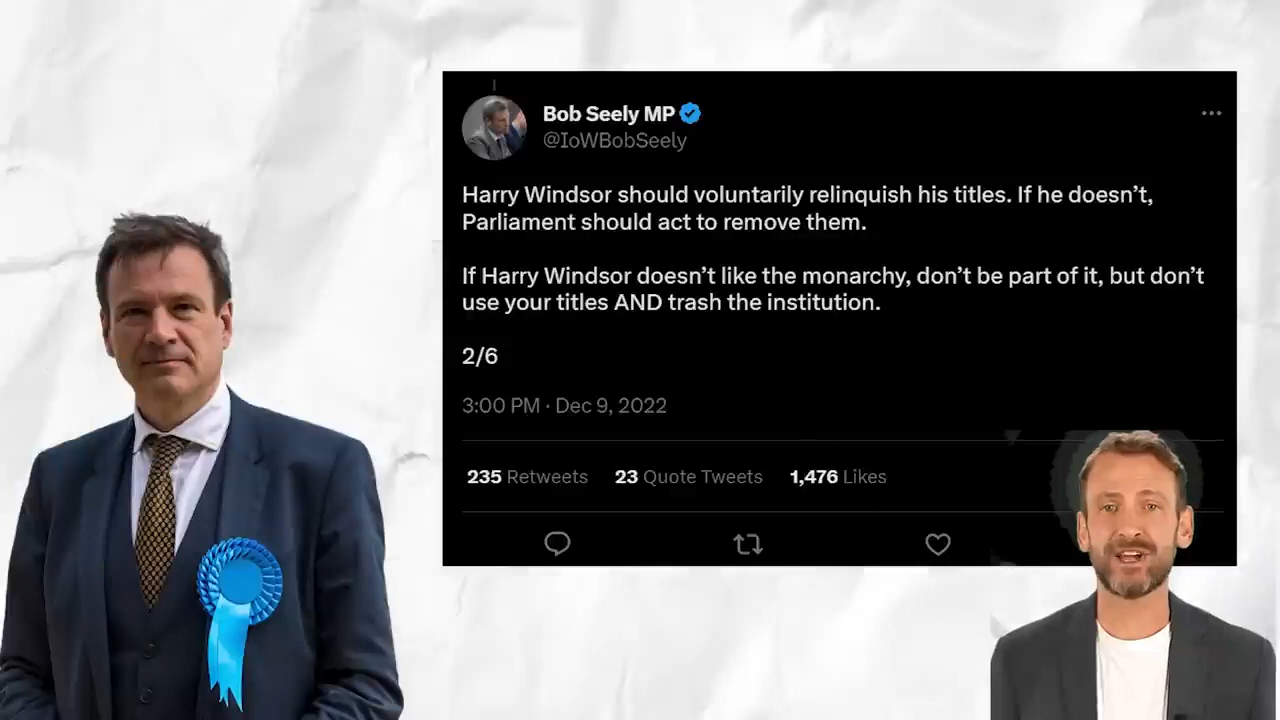 Bob Seely MP
@IoWBobSeely
Harry Windsor should voluntarily relinquish his titles. If he doesn’t,
Parliament should act to remove them.
If Harry Windsor doesn’t like the monarchy, don’t be part of it, but don’t
use your titles AND trash the institution.
2/6
3:00 PM · Dec 9, 2022
235 Retweets 23 Quote Tweets 1,476 Likes